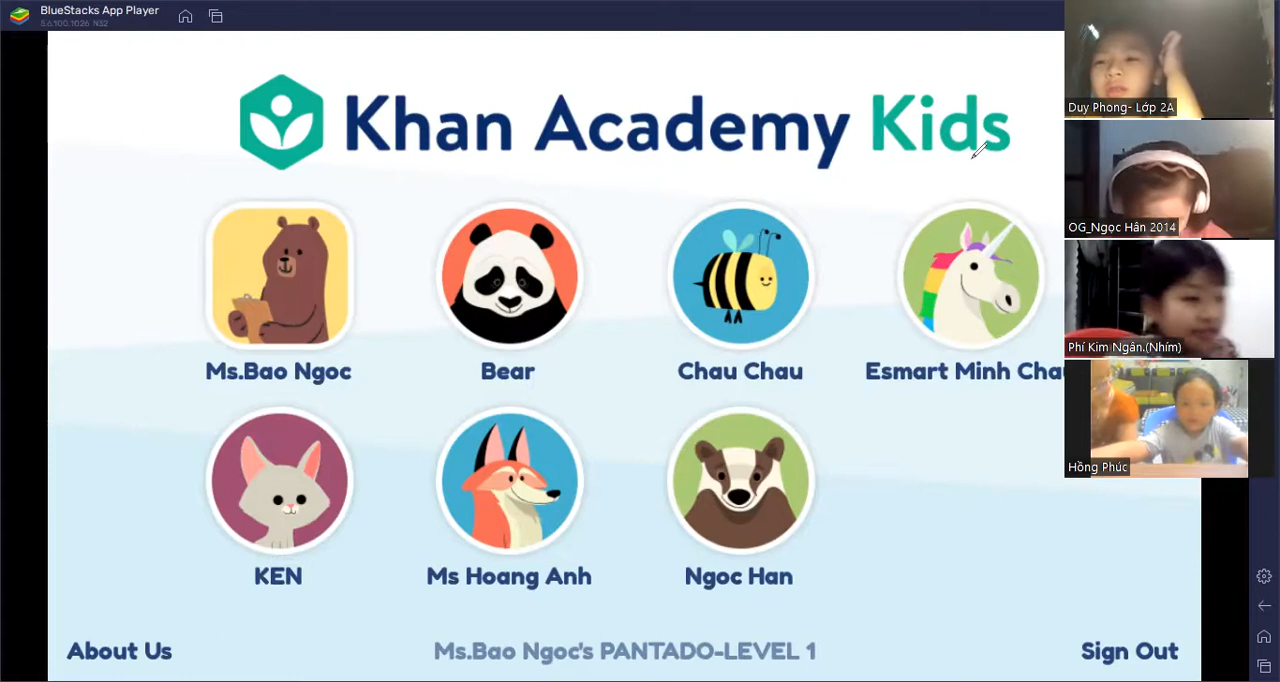 BlueStacks App Player
Khan Academy Kids
Ms.Bao Ngoc
Bear
Chau Chau
Esmart Minh Chau
KEN
Ms Hoang Anh
Ngoc Han
About Us
Ms.Bao Ngoc's PANTADO-LEVEL 1
Sign Out
Duy Phong- Lớp 2A
OG_Ngọc Hân 2014
Phí Kim Ngân.(Nhím)
Hồng Phúc